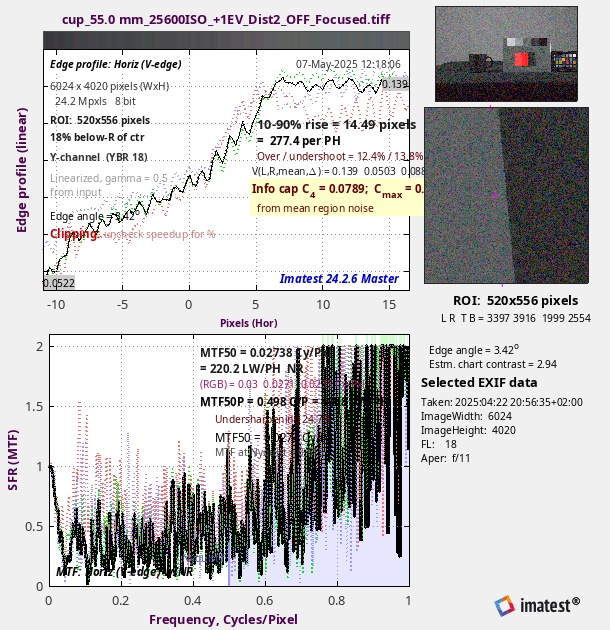 cup_55.0 mm_25600ISO_+1EV_Dist2_OFF_Focused.tiff
Edge profile: Horiz (V-edge)
07-May-2025 12:18:06
6024 x 4020 pixels (WxH)
24.2 Mpxls 8 bit
0.139
ROI: 520x556 pixels
18% below-R of ctr
10-90% rise = 14.49 pixels
= 277.4 per PH
Y-channel (YBR 18)
Over / undershoot = 12.4% / 13.8%
V(L,R,mean,Δ) = 0.139 0.0503 0.088
Linearized, gamma = 0.5
from input
Info cap C4 = 0.0789; Cmax = 0.
from mean region noise
Edge angle = 3.42°
Clipping: uncheck speedup for %
0.0522
Imatest 24.2.6 Master
Edge profile (linear)
-10 -5 0 5 10 15
Pixels (Hor)
ROI: 520x556 pixels
L R T B = 3397 3916 1999 2554
Edge angle = 3.42°
Estm. chart contrast = 2.94
Selected EXIF data
Taken: 2025:04:22 20:56:35+02:00
ImageWidth: 6024
ImageHeight: 4020
FL: 18
Aper: f/11
MTF50 = 0.02738 Cy/Pxl
= 220.2 LW/PH NR
(RGB) = 0.03 0.0271
MTF50P = 0.498 C/P =
Undersharpening
MTF50
MTF at Ny
MTF: Horiz (V-edge) NR
SFR (MTF)
2
1.5
1
0.5
0
0 0.2 0.4 0.6 0.8 1
Frequency, Cycles/Pixel
imatest®